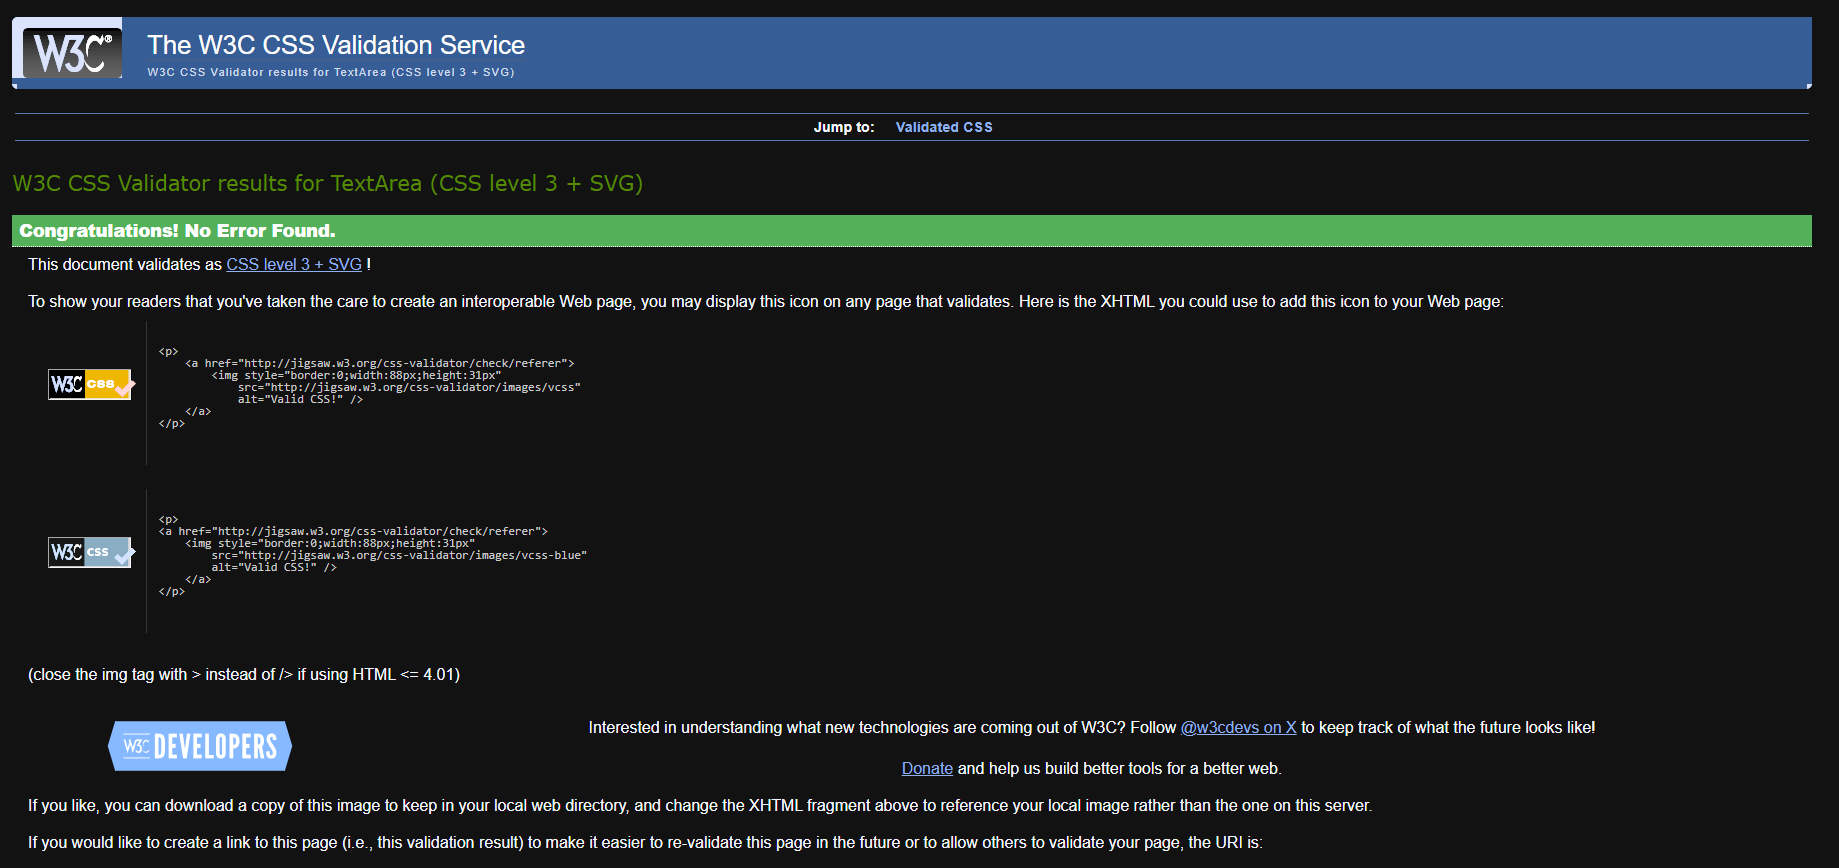 W3C®
The W3C CSS Validation Service
W3C CSS Validator results for TextArea (CSS level 3 + SVG)
Jump to: Validated CSS
W3C CSS Validator results for TextArea (CSS level 3 + SVG)
Congratulations! No Error Found.
This document validates as CSS level 3 + SVG !
To show your readers that you've taken the care to create an interoperable Web page, you may display this icon on any page that validates. Here is the XHTML you could use to add this icon to your Web page:
W3C CSS
<p>
    <a href="http://jigsaw.w3.org/css-validator/check/referer">
        <img style="border:0;width:88px;height:31px"
            src="http://jigsaw.w3.org/css-validator/images/vcss"
            alt="Valid CSS!" />
    </a>
</p>
W3C CSS
<p>
<a href="http://jigsaw.w3.org/css-validator/check/referer">
    <img style="border:0;width:88px;height:31px"
        src="http://jigsaw.w3.org/css-validator/images/vcss-blue"
        alt="Valid CSS!" />
    </a>
</p>
(close the img tag with > instead of /> if using HTML <= 4.01)
W3C DEVELOPERS
Interested in understanding what new technologies are coming out of W3C? Follow @w3cdevs on X to keep track of what the future looks like!
Donate and help us build better tools for a better web.
If you like, you can download a copy of this image to keep in your local web directory, and change the XHTML fragment above to reference your local image rather than the one on this server.
If you would like to create a link to this page (i.e., this validation result) to make it easier to re-validate this page in the future or to allow others to validate your page, the URI is: